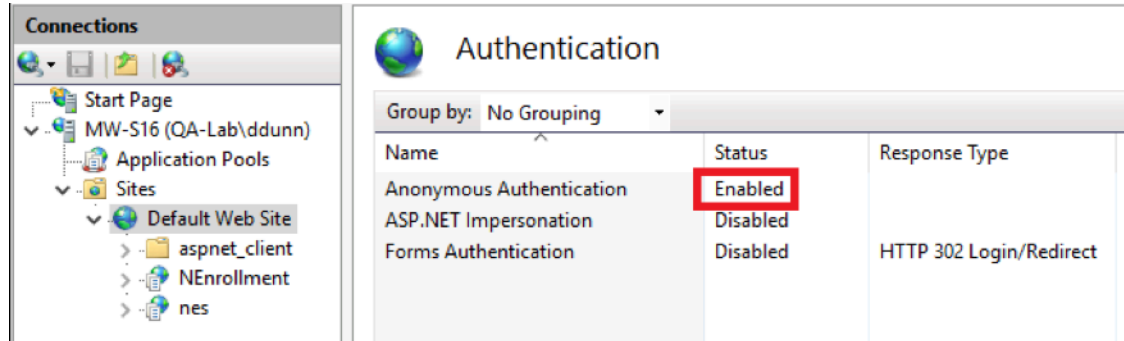 Connections
Start Page
MW-S16 (QA-Lab\ddunn)
Application Pools
Sites
Default Web Site
aspnet_client
NEnrollment
nes
Authentication
Group by: No Grouping
Name Status Response Type
Anonymous Authentication Enabled
ASP.NET Impersonation Disabled
Forms Authentication Disabled HTTP 302 Login/Redirect